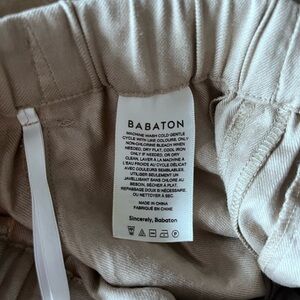 BABATON
MACHINE WASH COLD GENTLE
CYCLE WITH LIKE COLOURS, ONLY
NON-CHLORINE BLEACH WHEN
NEEDED, DRY FLAT, COOL IRON
ONLY IF NEEDED, OR DRY
CLEAN. LAVER À LA MACHINE À
L'EAU FROIDE AU CYCLE DÉLICAT
AVEC COULEURS SEMBLABLES,
UTILISER SEULEMENT UN
JAVELLISANT SANS CHLORE AU
BESOIN, SÉCHER À PLAT,
REPASSAGE DOUX SI NÉCESSAIRE,
OU NETTOYER À SEC.
MADE IN CHINA
FABRIQUÉ EN CHINE
Sincerely, Babaton